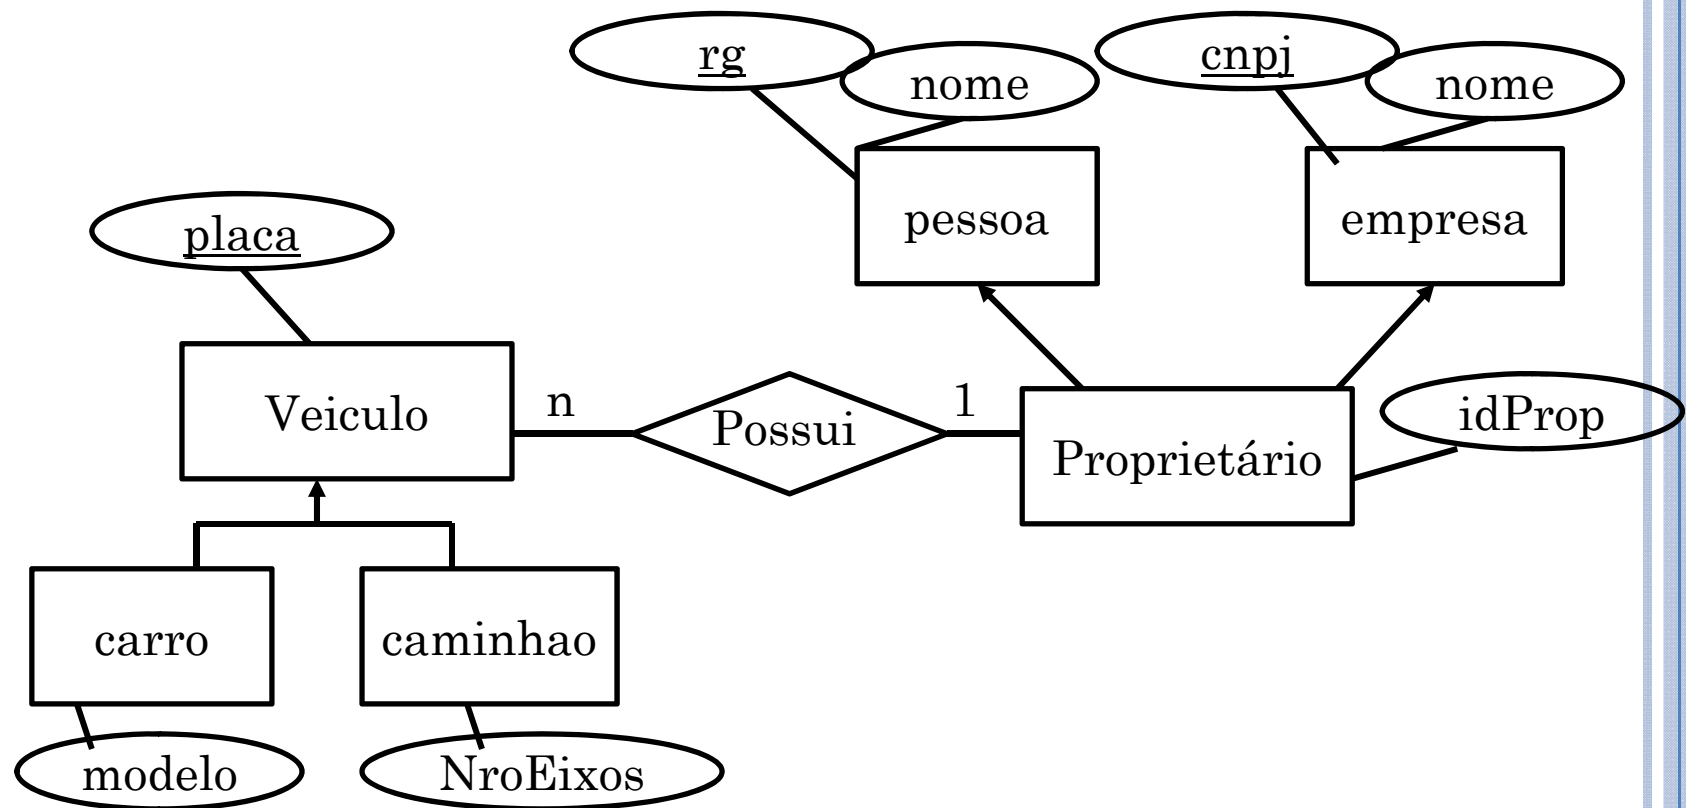 rg
nome
cnpj
nome
pessoa
empresa
placa
Veiculo
n
Possui
1
Proprietário
idProp
carro
caminhao
modelo
NroEixos